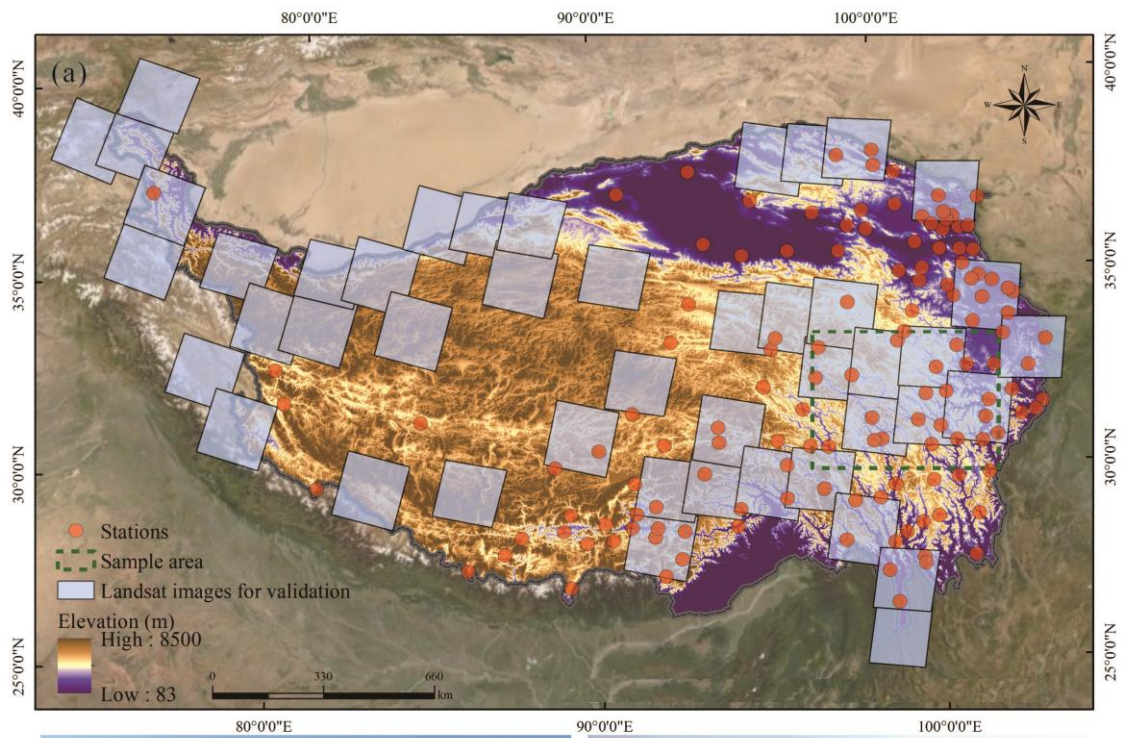 80°0'0"E 90°0'0"E 100°0'0"E
(a)
N
W E
S
40°0'0"N
35°0'0"N
30°0'0"N
25°0'0"N
40°0'0"N
35°0'0"N
30°0'0"N
25°0'0"N
Stations
Sample area
Landsat images for validation
Elevation (m)
High : 8500
Low : 83
0 330 660
km
80°0'0"E 90°0'0"E 100°0'0"E